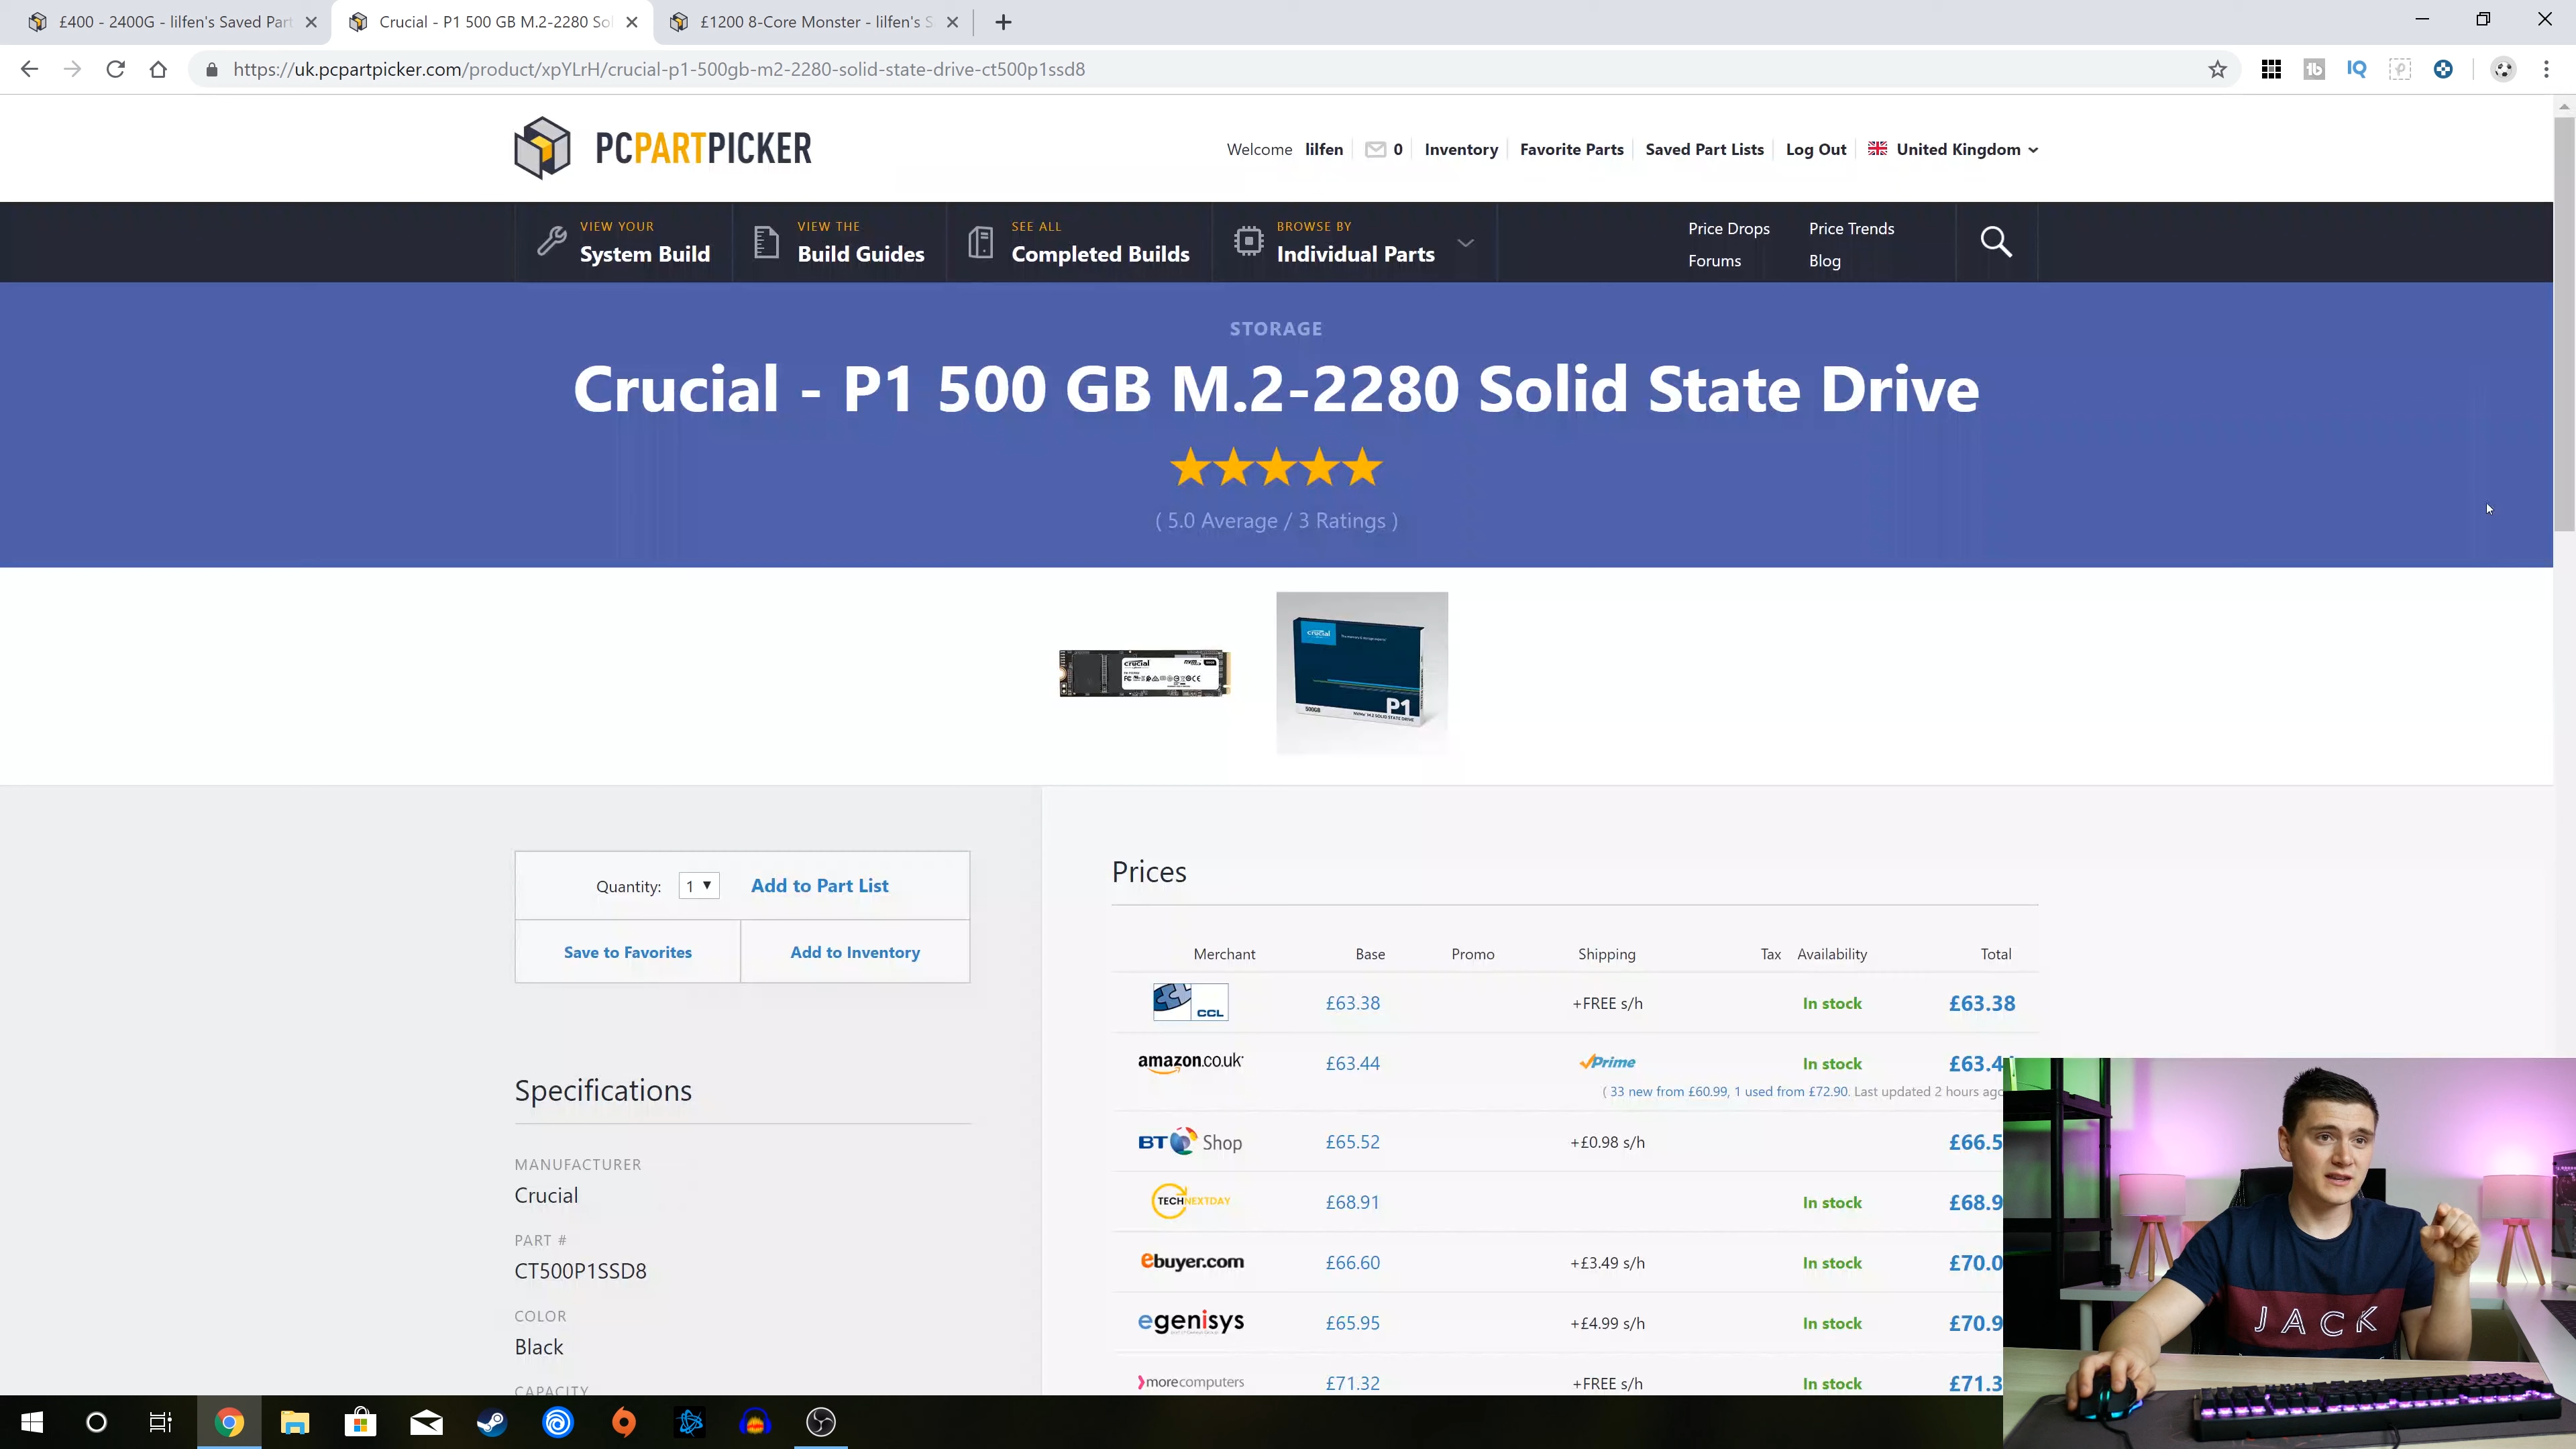 £400 - 2400G - lilfen's Saved Part
Crucial - P1 500 GB M.2-2280 Sol
£1200 8-Core Monster - lilfen's S
https://uk.pcpartpicker.com/product/xpYLrH/crucial-p1-500gb-m2-2280-solid-state-drive-ct500p1ssd8
tb
IQ
PCPARTPICKER
Welcome lilfen
0
Inventory
Favorite Parts
Saved Part Lists
Log Out
United Kingdom
VIEW YOUR
System Build
VIEW THE
Build Guides
SEE ALL
Completed Builds
BROWSE BY
Individual Parts
Price Drops
Price Trends
Forums
Blog
STORAGE
Crucial - P1 500 GB M.2-2280 Solid State Drive
( 5.0 Average / 3 Ratings )
crucial
crucial
P1
500GB
Quantity: 1 Add to Part List
Save to Favorites
Add to Inventory
Prices
Merchant Base Promo Shipping Tax Availability Total
CCL £63.38 +FREE s/h In stock £63.38
amazon.co.uk £63.44 Prime In stock £63.4
( 33 new from £60.99, 1 used from £72.90. Last updated 2 hours ago
BT Shop £65.52 +£0.98 s/h £66.5
TECHNEXTDAY £68.91 In stock £68.9
ebuyer.com £66.60 +£3.49 s/h In stock £70.0
egenisys £65.95 +£4.99 s/h In stock £70.9
morecomputers £71.32 +FREE s/h In stock £71.3
Specifications
MANUFACTURER
Crucial
PART #
CT500P1SSD8
COLOR
Black
CAPACITY
JACK